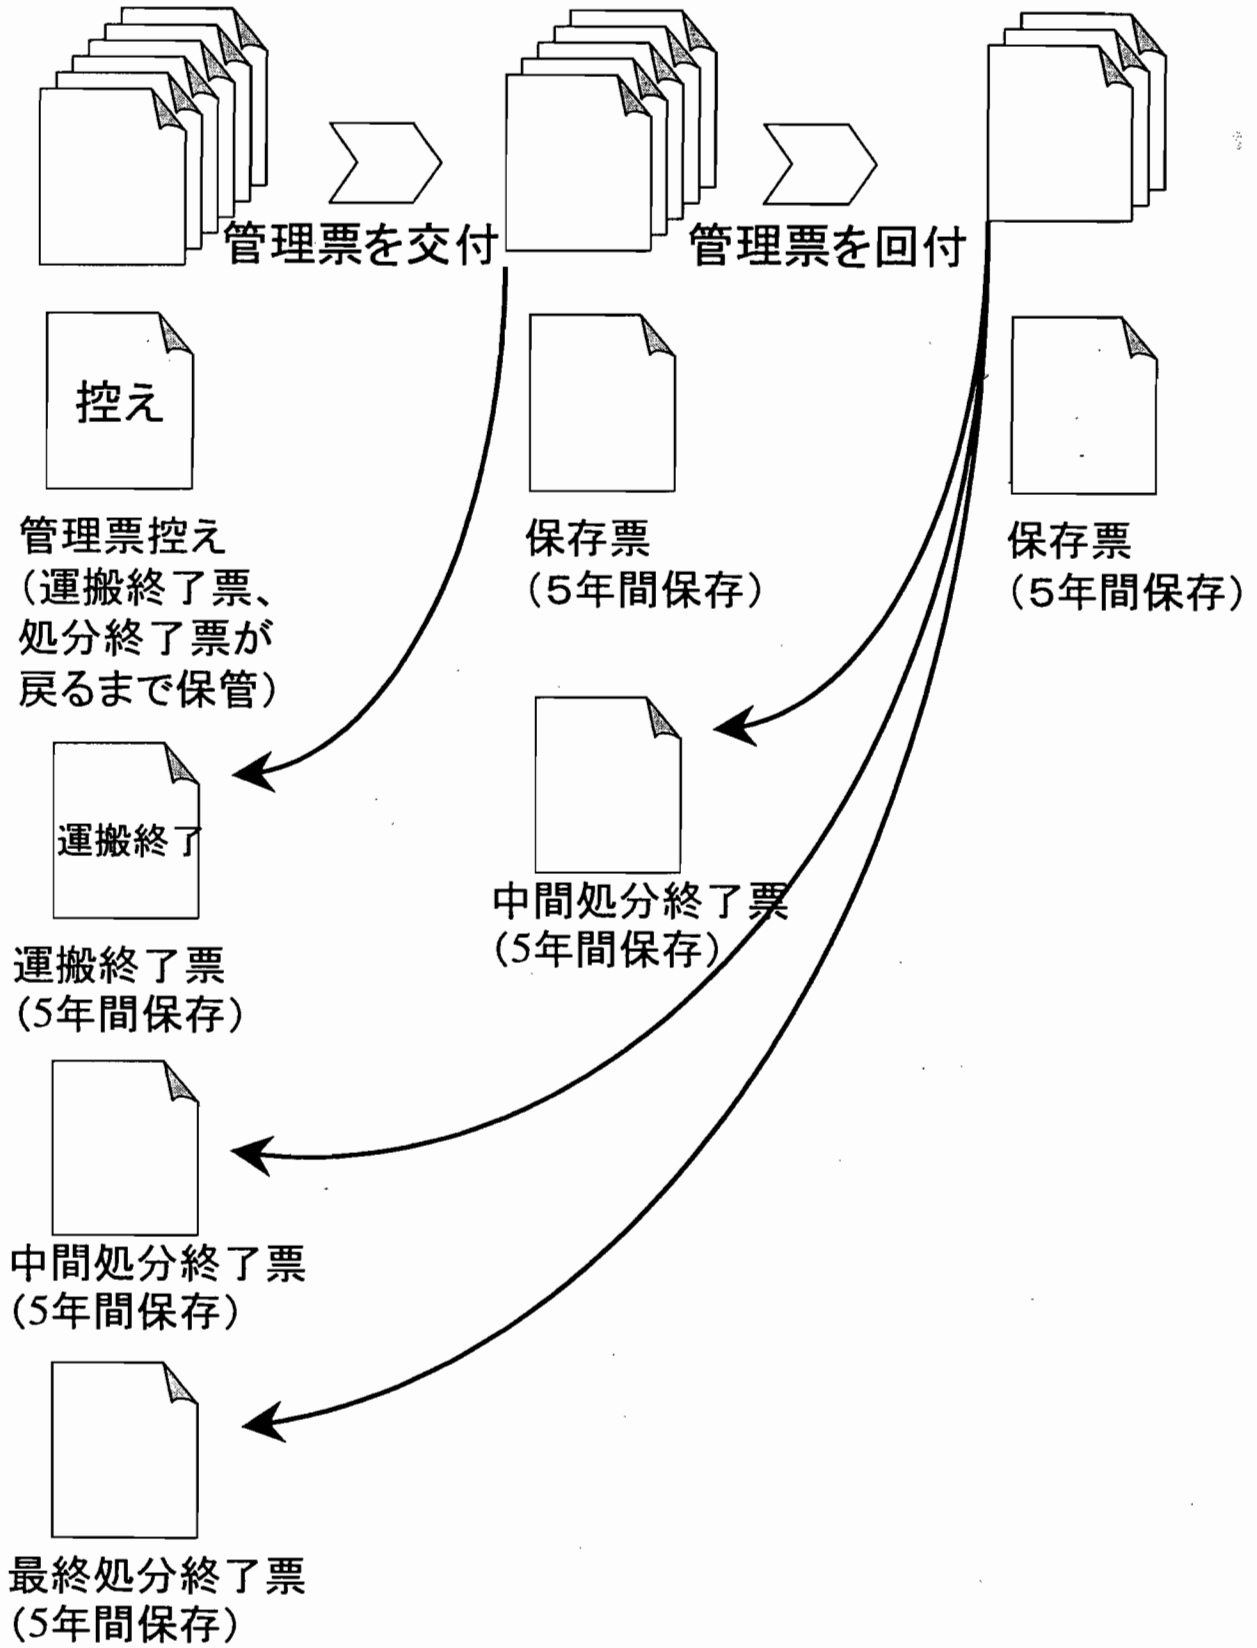 管理票を交付
管理票を回付
控え
管理票控え
（運搬終了票、
処分終了票が
戻るまで保管）
保存票
（5年間保存）
保存票
（5年間保存）
運搬終了
運搬終了票
（5年間保存）
中間処分終了票
（5年間保存）
中間処分終了票
（5年間保存）
最終処分終了票
（5年間保存）